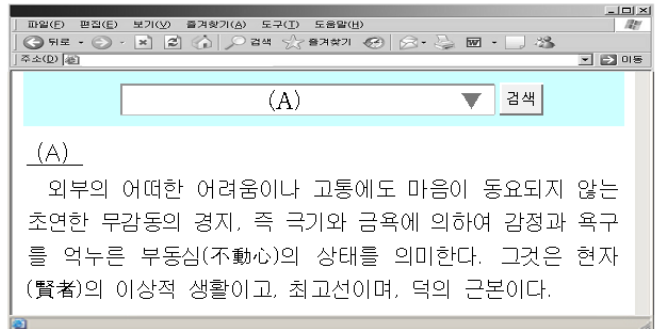 파일(F) 편집(E) 보기(V) 즐겨찾기(A) 도구(T) 도움말(H)
뒤로 검색 즐겨찾기
주소(D) 이동
(A) 검색
(A)
외부의 어떠한 어려움이나 고통에도 마음이 동요되지 않는
초연한 무감동의 경지, 즉 극기와 금욕에 의하여 감정과 욕구
를 억누른 부동심(不動心)의 상태를 의미한다. 그것은 현자
(賢者)의 이상적 생활이고, 최고선이며, 덕의 근본이다.